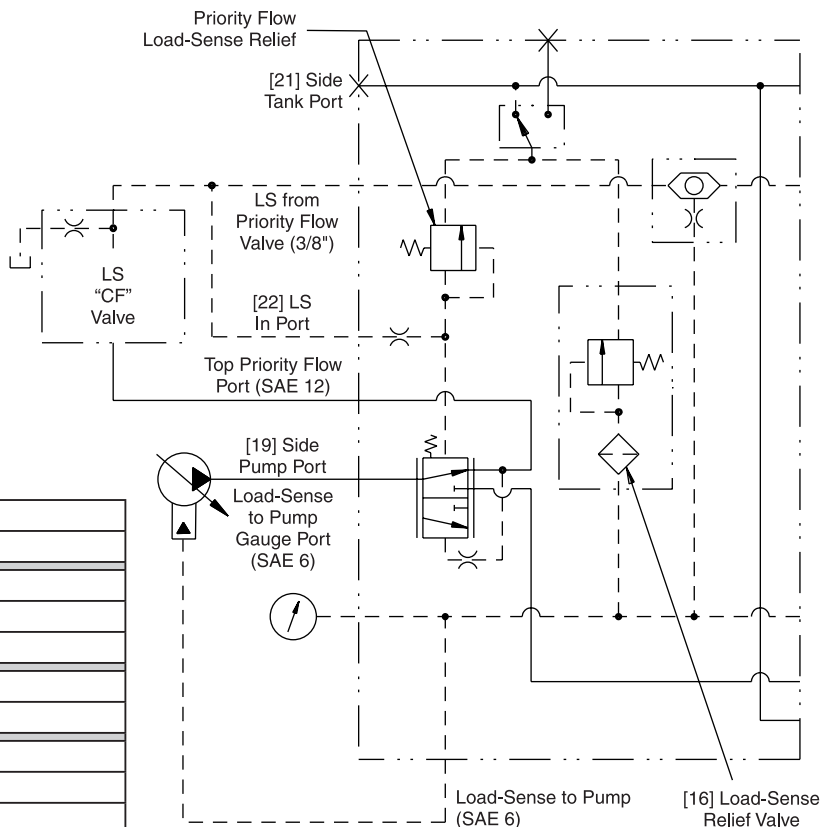 Priority Flow
Load-Sense Relief
[21] Side
Tank Port
LS from
Priority Flow
Valve (3/8")
LS
“CF”
Valve
[22] LS
In Port
Top Priority Flow
Port (SAE 12)
[19] Side
Pump Port
Load-Sense
to Pump
Gauge Port
(SAE 6)
Load-Sense to Pump
(SAE 6)
[16] Load-Sense
Relief Valve